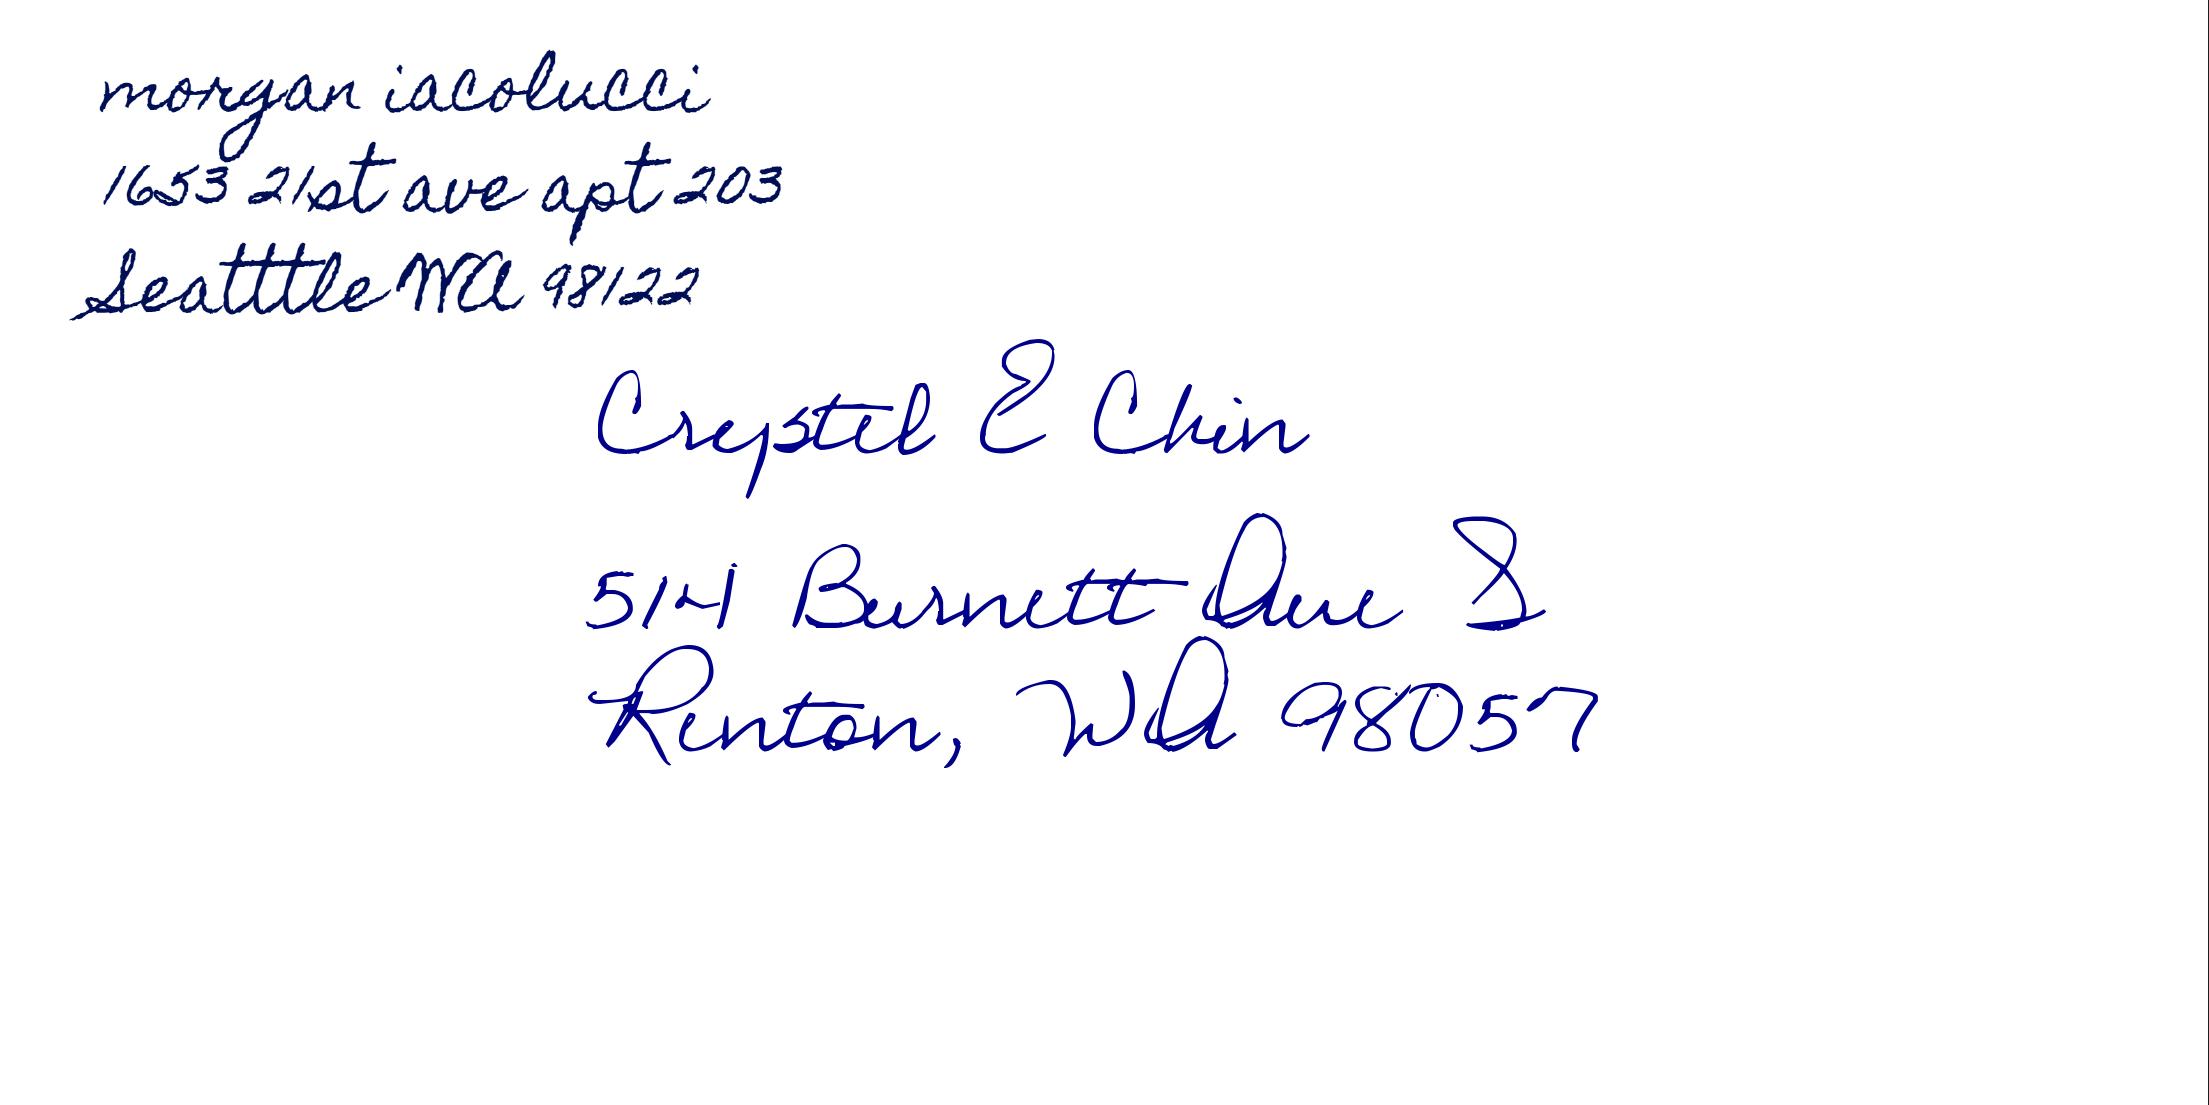 morgan iacolucci
1653 21st ave apt 203
Seatttle WA 98122
Crystel E Chin
514 Burnett Ave S
Renton, WA 98057